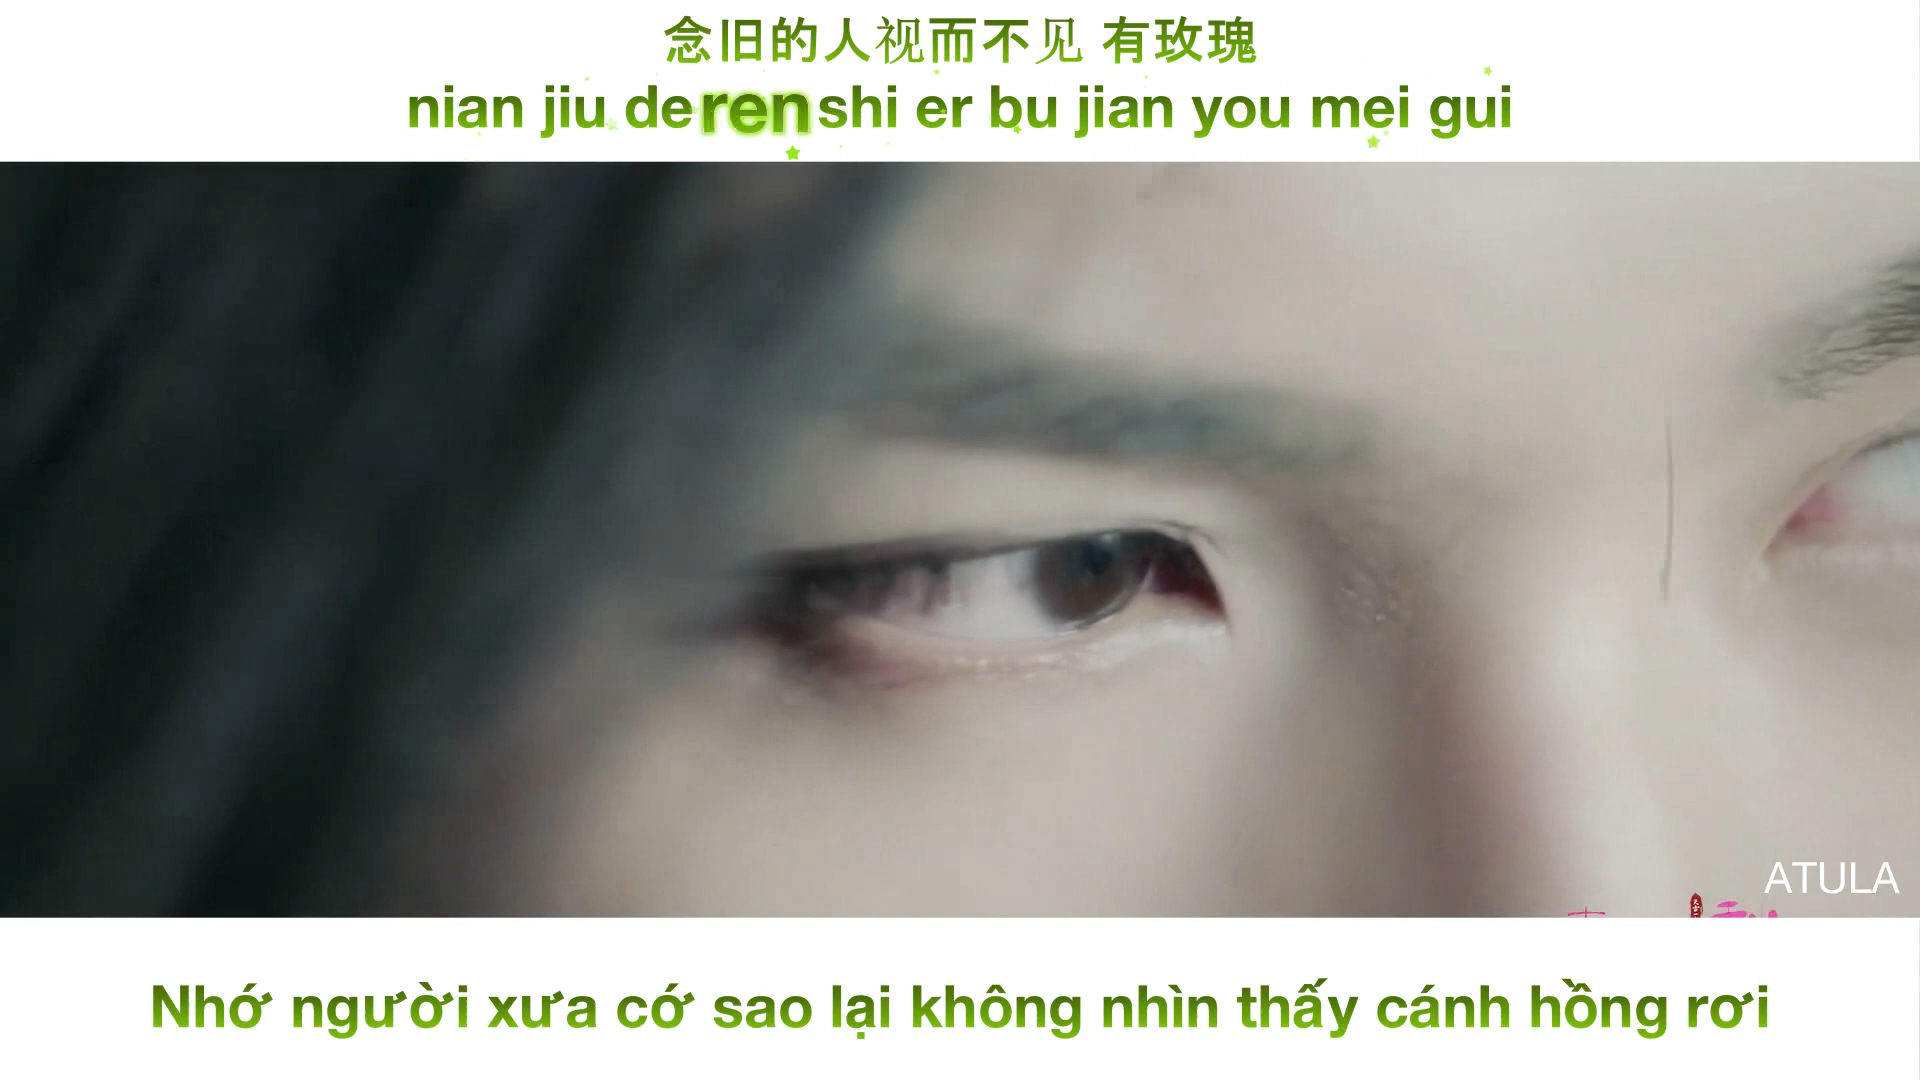 念旧的人视而不见 有玫瑰
nian jiu de ren shi er bu jian you mei gui
ATULA
Nhớ người xưa cớ sao lại không nhìn thấy cánh hồng rơi